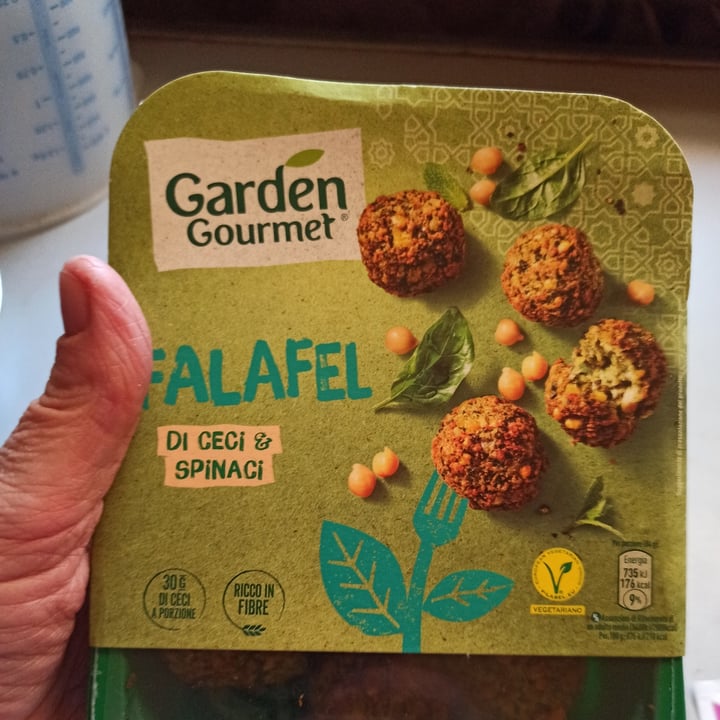 Garden
Gourmet®
FALAFEL
DI CECI &
SPINACI
30 G
DI CECI
A PORZIONE
RICCO IN
FIBRE
V
VEGETARIANO
Energia
735 kJ
176 kcal
9%